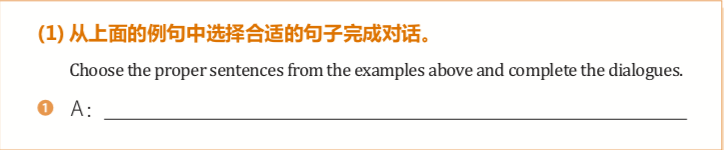 (1) 从上面的例句中选择合适的句子完成对话。
Choose the proper sentences from the examples above and complete the dialogues.
❶ A：